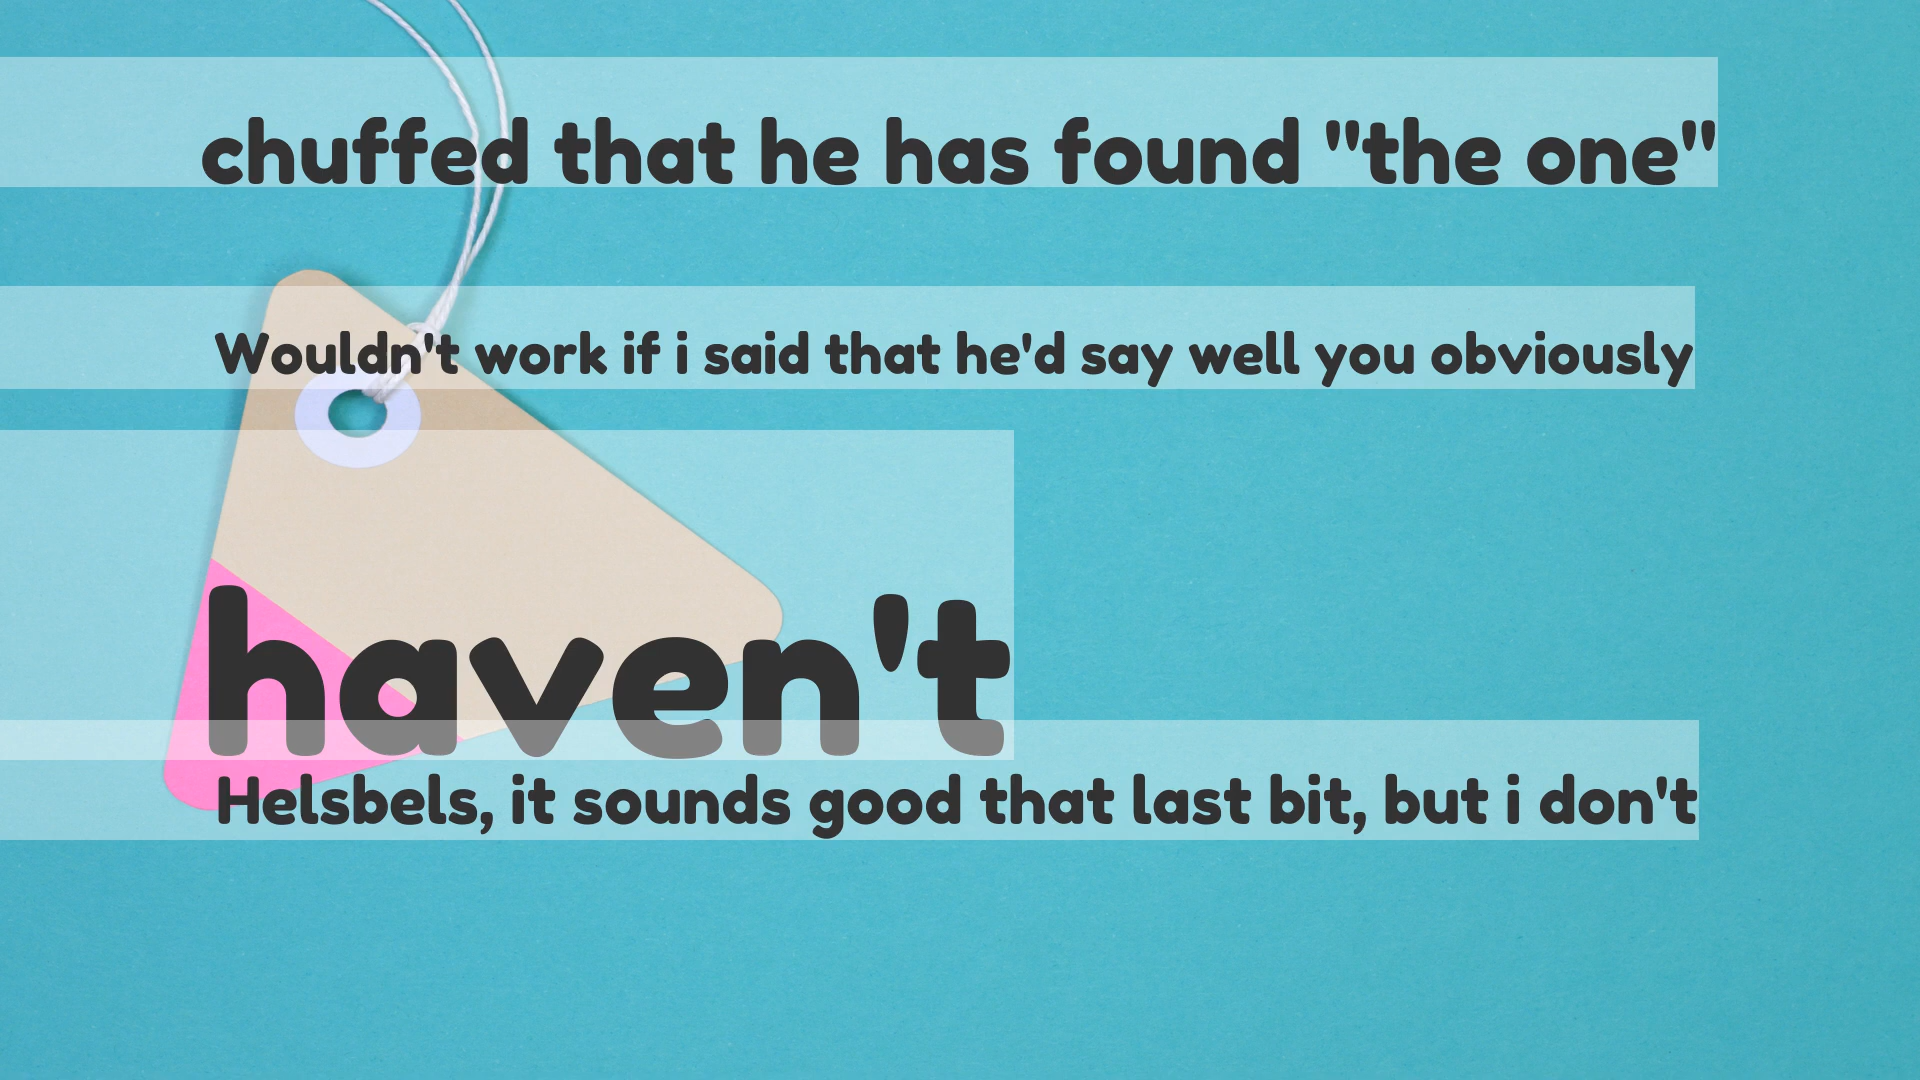 chuffed that he has found "the one"
Wouldn't work if i said that he'd say well you obviously
haven't
Helsbels, it sounds good that last bit, but i don't